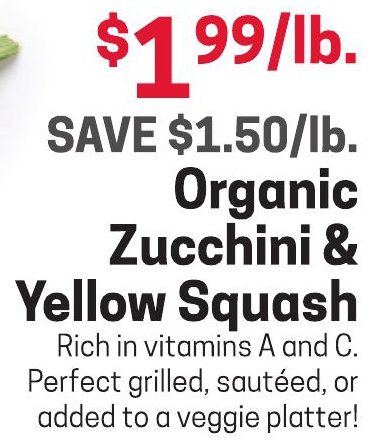 $1.99/lb.
SAVE $1.50/lb.
Organic
Zucchini &
Yellow Squash
Rich in vitamins A and C.
Perfect grilled, sautéed, or
added to a veggie platter!